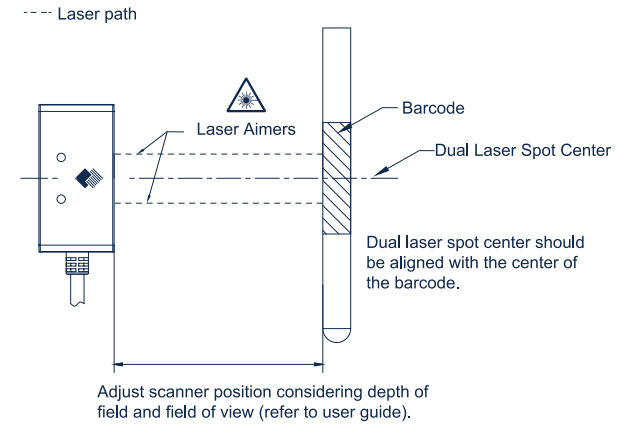 Laser path
Laser Aimers
Barcode
Dual Laser Spot Center
Dual laser spot center should
be aligned with the center of
the barcode.
Adjust scanner position considering depth of
field and field of view (refer to user guide).